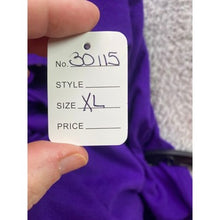 No. 30115
STYLE
SIZE XL
PRICE